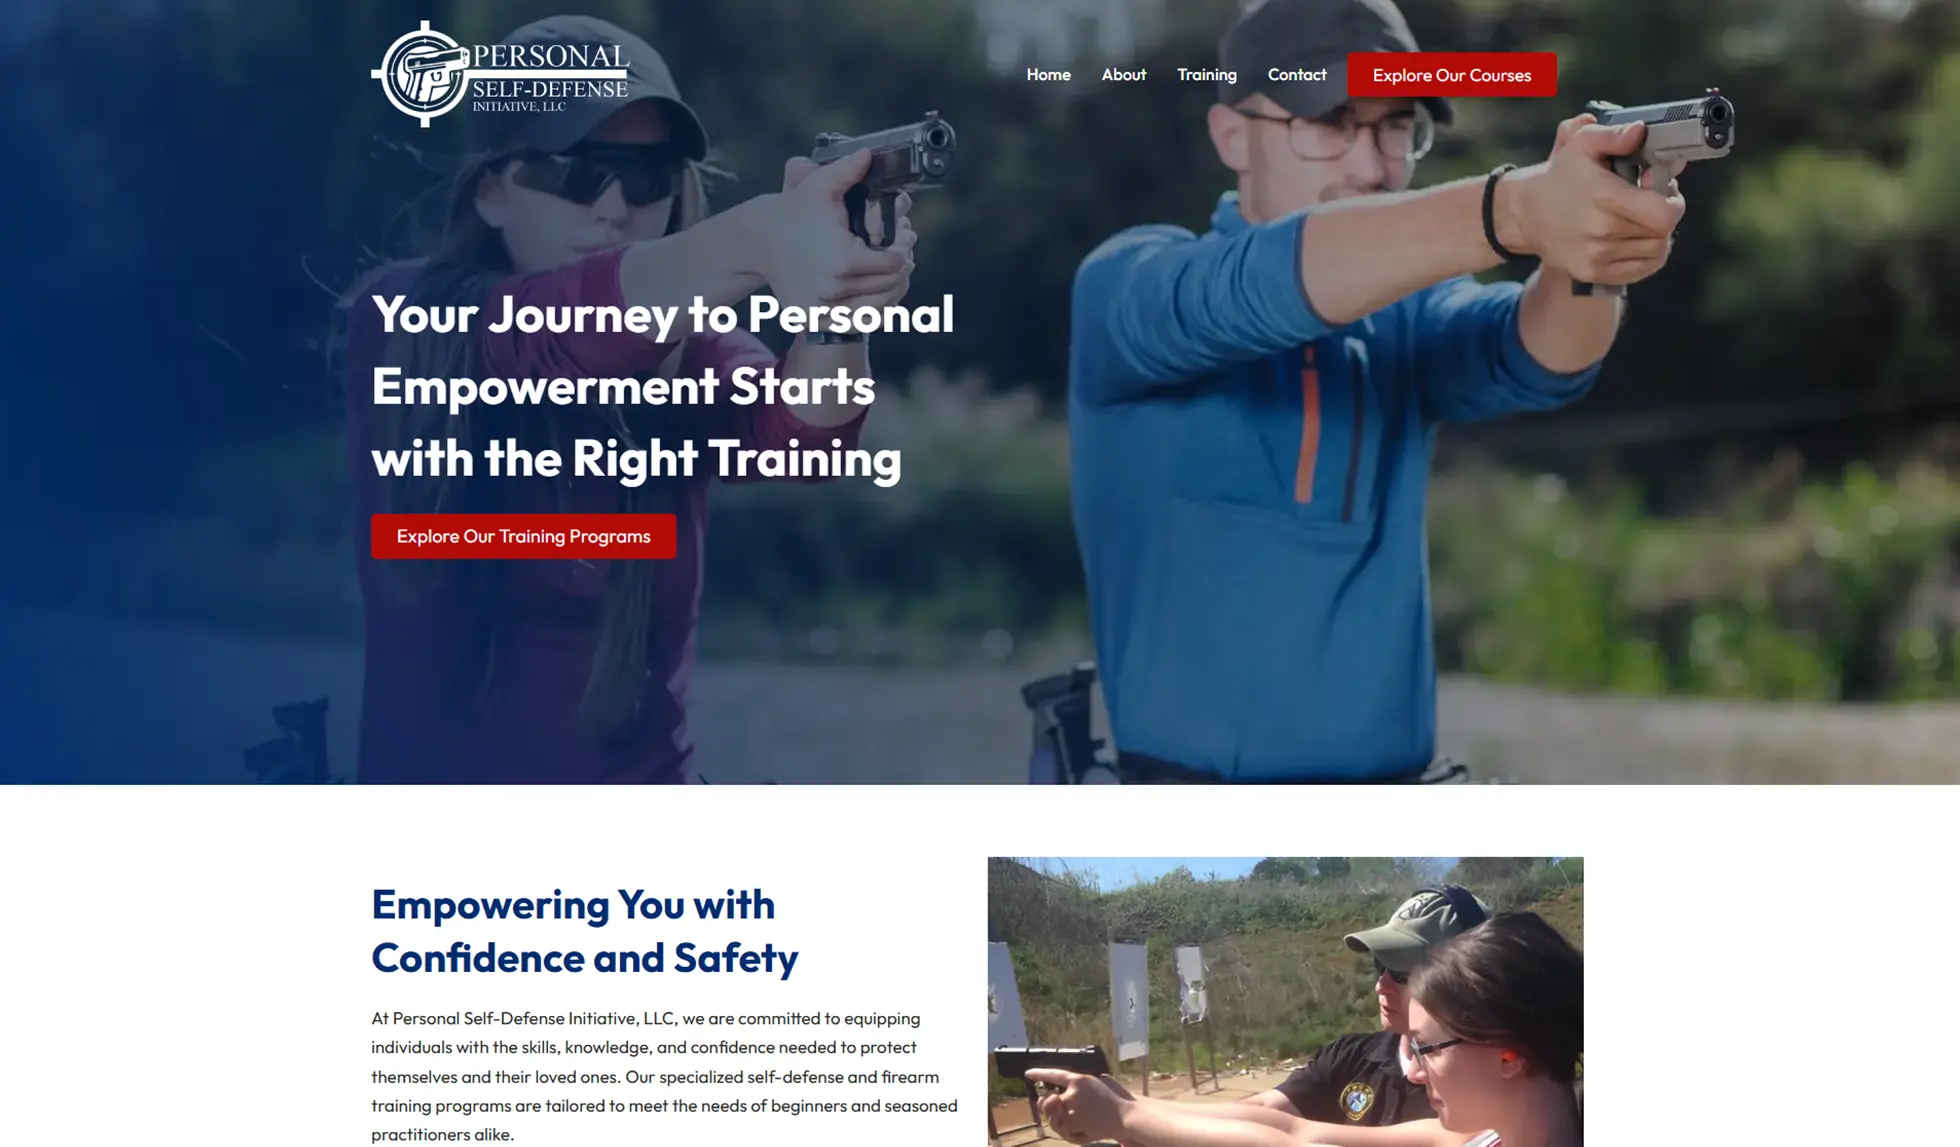 PERSONAL
SELF-DEFENSE
INITIATIVE, LLC
Home About Training Contact Explore Our Courses
Your Journey to Personal
Empowerment Starts
with the Right Training
Explore Our Training Programs
Empowering You with
Confidence and Safety
At Personal Self-Defense Initiative, LLC, we are committed to equipping
individuals with the skills, knowledge, and confidence needed to protect
themselves and their loved ones. Our specialized self-defense and firearm
training programs are tailored to meet the needs of beginners and seasoned
practitioners alike.